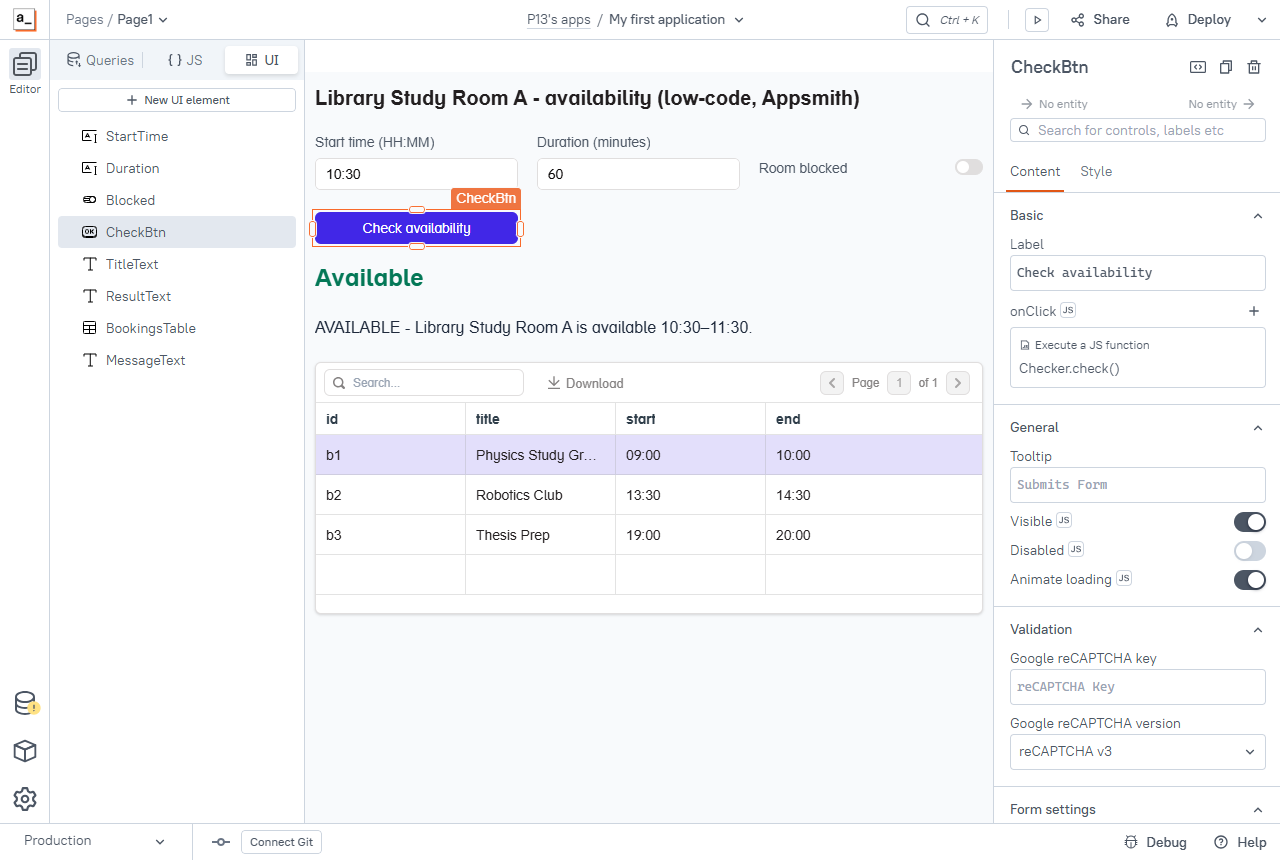 a_
Pages / Page1
P13's apps / My first application
Ctrl + K
Share
Deploy
Editor
Queries
{ } JS
UI
New UI element
StartTime
Duration
Blocked
CheckBtn
TitleText
ResultText
BookingsTable
MessageText
Library Study Room A - availability (low-code, Appsmith)
Start time (HH:MM)
Duration (minutes)
10:30
60
Room blocked
CheckBtn
Check availability
Available
AVAILABLE - Library Study Room A is available 10:30–11:30.
Search...
Download
Page 1 of 1
id title start end
b1 Physics Study Gr... 09:00 10:00
b2 Robotics Club 13:30 14:30
b3 Thesis Prep 19:00 20:00
CheckBtn
No entity
No entity
Search for controls, labels etc
Content
Style
Basic
Label
Check availability
onClick JS
Execute a JS function
Checker.check()
General
Tooltip
Submits Form
Visible JS
Disabled JS
Animate loading JS
Validation
Google reCAPTCHA key
reCAPTCHA Key
Google reCAPTCHA version
reCAPTCHA v3
Form settings
Production
Connect Git
Debug
Help